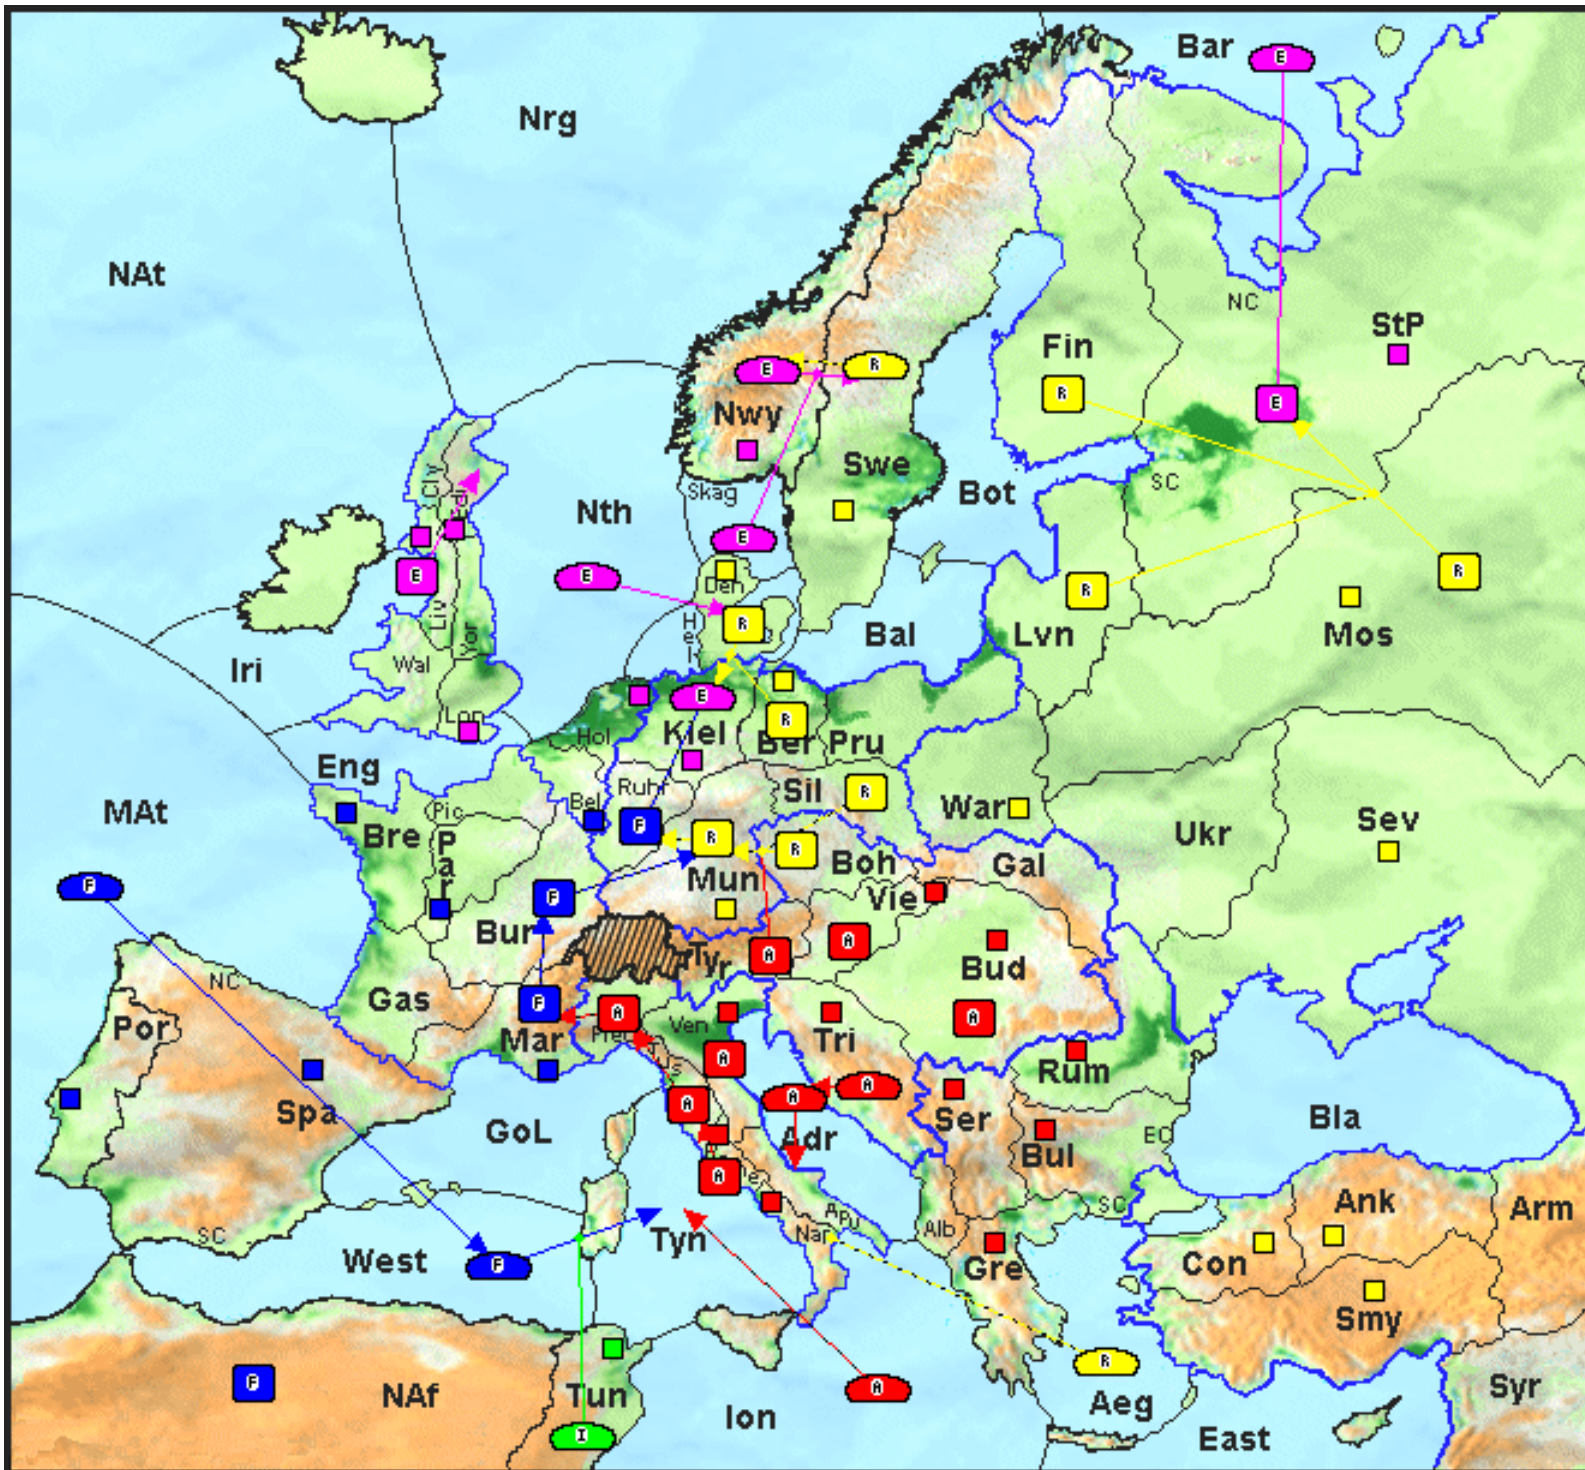 Bar
E
Nrg
NAt
NC
StP
Fin
E
R
R
E
Nwy
Swe
Skag
Bot
SC
Nth
Cly
Edi
E
E
E
Den
R
R
R
Hel
Liv
Yor
Iri
Wal
Bal
Lvn
Mos
Lon
E
R
Hol
Kiel
Ber
Pru
Eng
Ruhr
Sil
R
War
MAt
Pic
Bel
Bre
Par
F
R
R
Boh
Gal
Ukr
Sev
F
F
Mun
Vie
Bur
Tyr
A
A
Bud
NC
Gas
F
A
Ven
A
Por
Mar
Pie
Tus
Tri
Rum
A
A
A
A
Spa
GoL
Ser
Bla
Adr
Bul
EC
A
Ank
SC
Apu
Alb
SC
Arm
Tyn
Nap
West
F
Gre
Con
Smy
R
F
NAf
Tun
A
Syr
Ion
Aeg
I
East